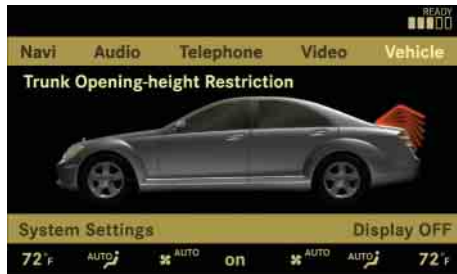 READY
Navi Audio Telephone Video Vehicle
Trunk Opening-height Restriction
System Settings Display OFF
72°F AUTO AUTO on AUTO AUTO 72°F